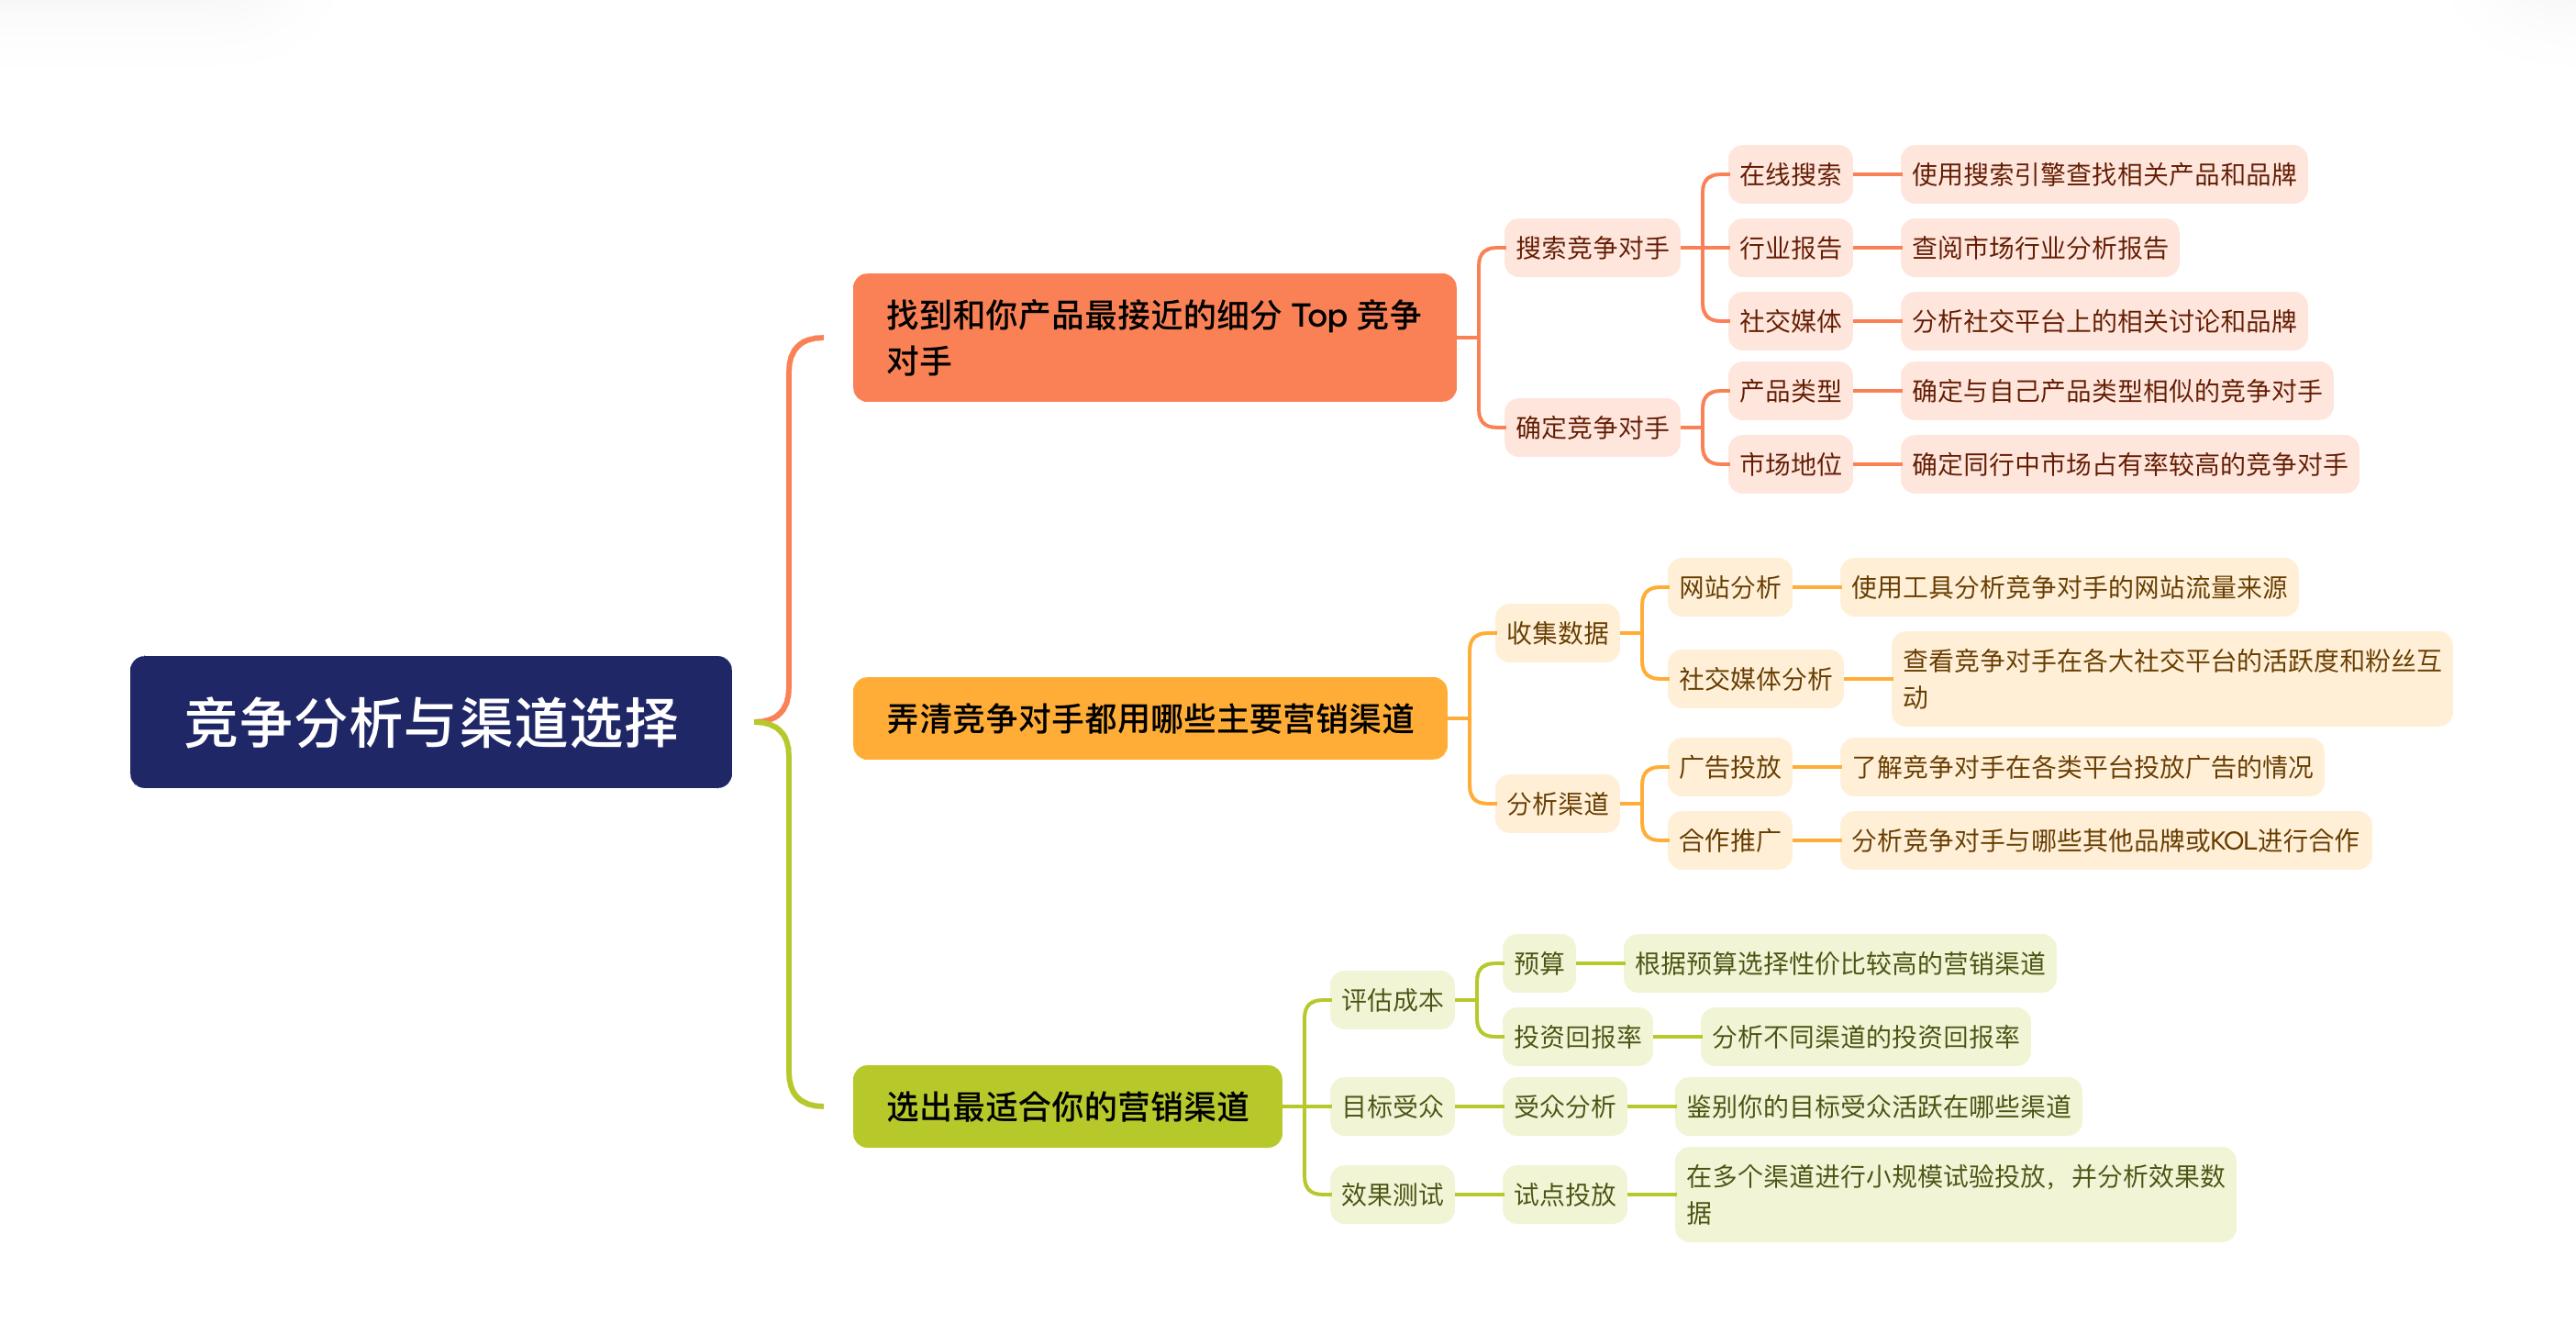 竞争分析与渠道选择
找到和你产品最接近的细分 Top 竞争
对手
搜索竞争对手
在线搜索
使用搜索引擎查找相关产品和品牌
行业报告
查阅市场行业分析报告
社交媒体
分析社交平台上的相关讨论和品牌
确定竞争对手
产品类型
确定与自己产品类型相似的竞争对手
市场地位
确定同行中市场占有率较高的竞争对手
弄清竞争对手都用哪些主要营销渠道
收集数据
网站分析
使用工具分析竞争对手的网站流量来源
社交媒体分析
查看竞争对手在各大社交平台的活跃度和粉丝互
动
分析渠道
广告投放
了解竞争对手在各类平台投放广告的情况
合作推广
分析竞争对手与哪些其他品牌或KOL进行合作
选出最适合你的营销渠道
评估成本
预算
根据预算选择性价比较高的营销渠道
投资回报率
分析不同渠道的投资回报率
目标受众
受众分析
鉴别你的目标受众活跃在哪些渠道
效果测试
试点投放
在多个渠道进行小规模试验投放，并分析效果数
据